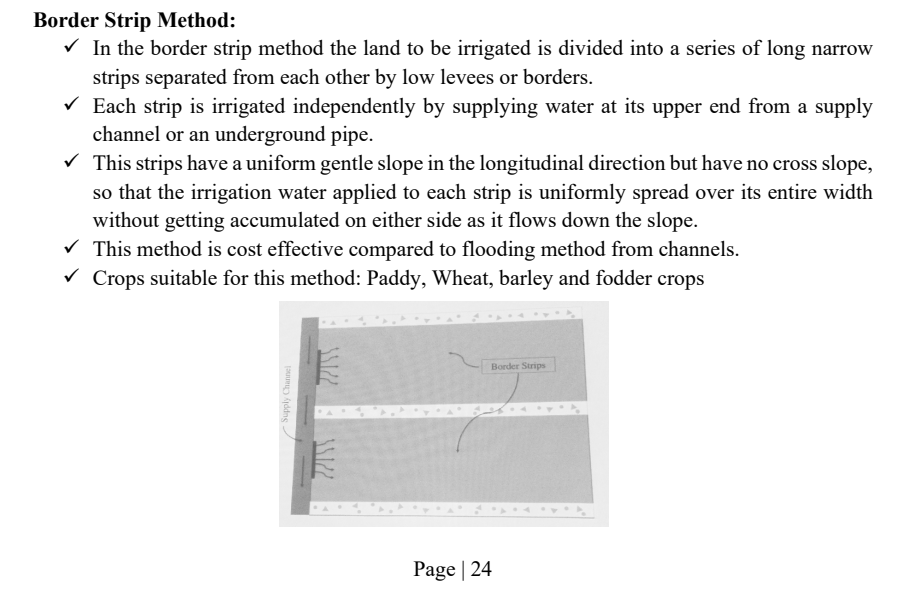 Border Strip Method:
✓ In the border strip method the land to be irrigated is divided into a series of long narrow
strips separated from each other by low levees or borders.
✓ Each strip is irrigated independently by supplying water at its upper end from a supply
channel or an underground pipe.
✓ This strips have a uniform gentle slope in the longitudinal direction but have no cross slope,
so that the irrigation water applied to each strip is uniformly spread over its entire width
without getting accumulated on either side as it flows down the slope.
✓ This method is cost effective compared to flooding method from channels.
✓ Crops suitable for this method: Paddy, Wheat, barley and fodder crops
Supply Channel
Border Strips
Page | 24